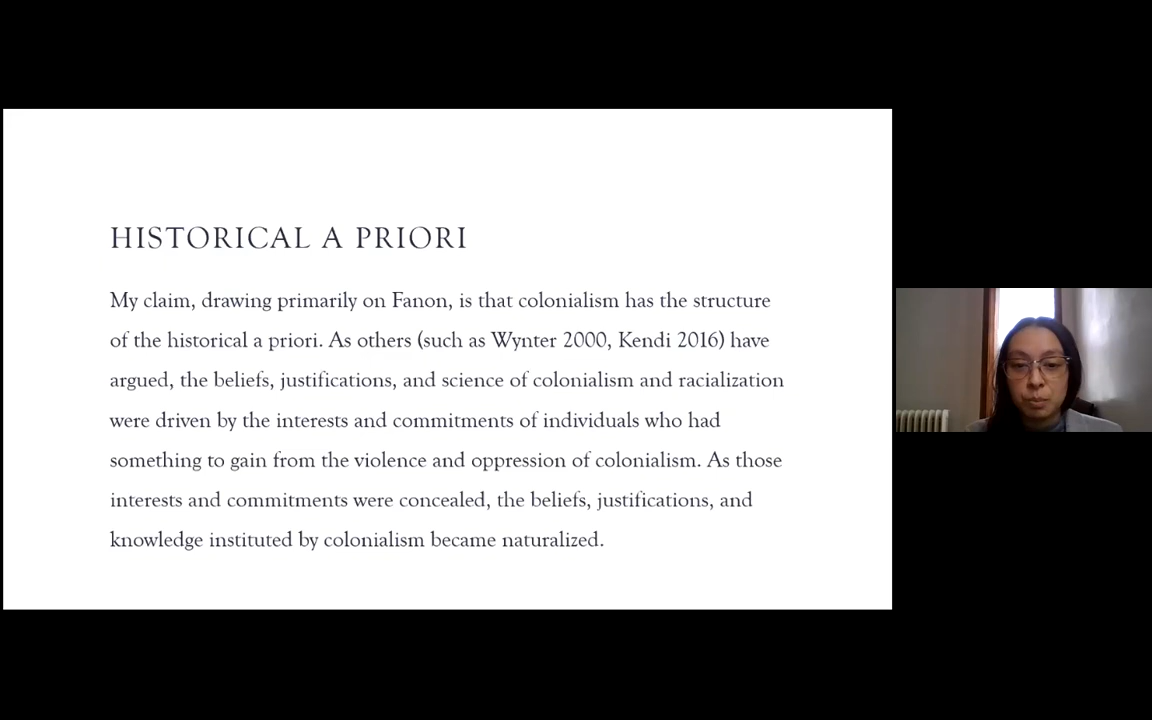 HISTORICAL A PRIORI
My claim, drawing primarily on Fanon, is that colonialism has the structure
of the historical a priori. As others (such as Wynter 2000, Kendi 2016) have
argued, the beliefs, justifications, and science of colonialism and racialization
were driven by the interests and commitments of individuals who had
something to gain from the violence and oppression of colonialism. As those
interests and commitments were concealed, the beliefs, justifications, and
knowledge instituted by colonialism became naturalized.